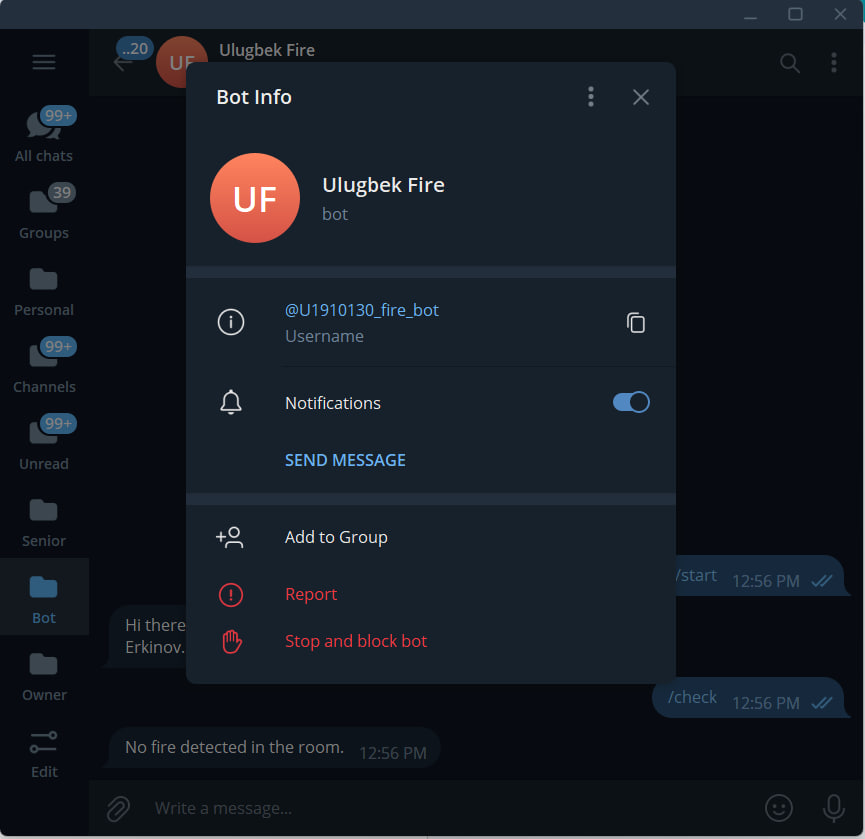 ..20
UF
Ulugbek Fire
99+
All chats
39
Groups
Personal
99+
Channels
99+
Unread
Senior
Bot
Owner
Edit
Bot Info
UF
Ulugbek Fire
bot
@U1910130_fire_bot
Username
Notifications
SEND MESSAGE
Add to Group
Report
Stop and block bot
/start 12:56 PM
Hi there
Erkinov.
/check 12:56 PM
No fire detected in the room. 12:56 PM
Write a message...